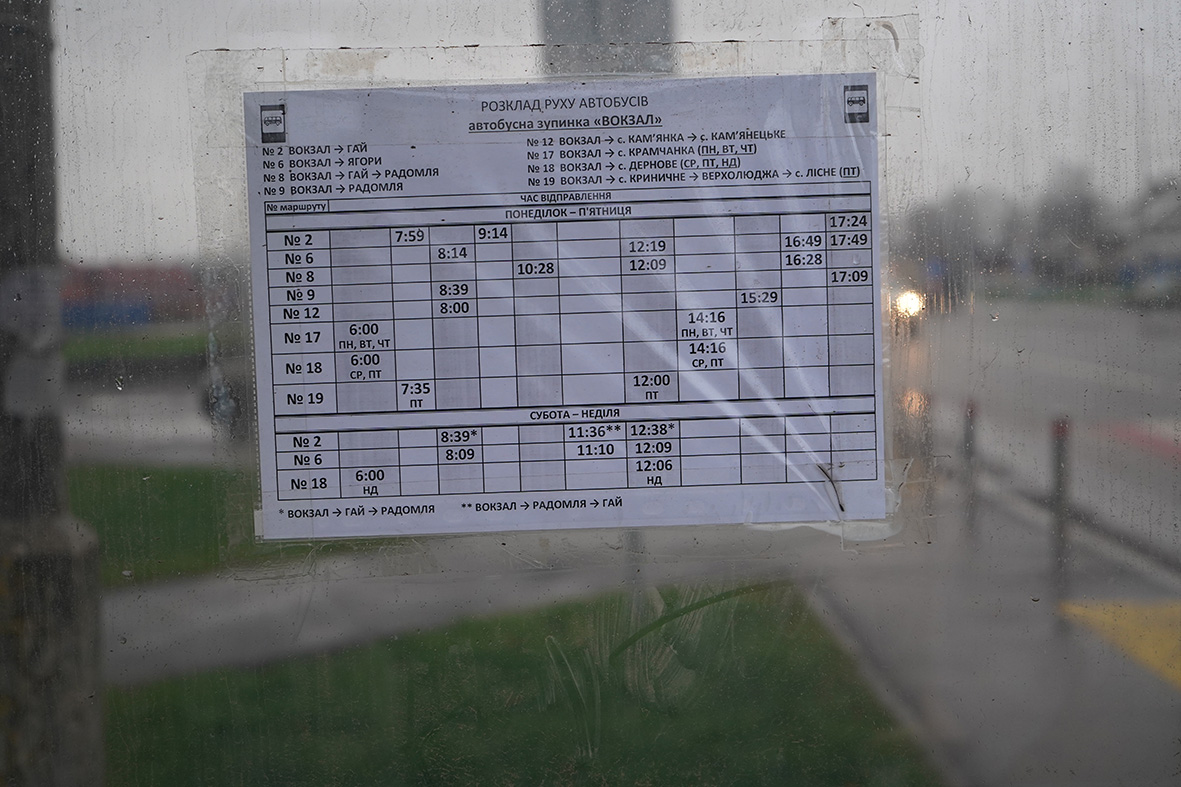 РОЗКЛАД РУХУ АВТОБУСІВ
автобусна зупинка «ВОКЗАЛ»
№ 2 ВОКЗАЛ → ГАЙ
№ 6 ВОКЗАЛ → ЯГОРИ
№ 8 ВОКЗАЛ → ГАЙ → РАДОМЛЯ
№ 9 ВОКЗАЛ → РАДОМЛЯ
№ 12 ВОКЗАЛ → с. КАМ'ЯНКА → с. КАМ'ЯНЕЦЬКЕ
№ 17 ВОКЗАЛ → с. КРАМЧАНКА (ПН, ВТ, ЧТ)
№ 18 ВОКЗАЛ → с. ДЕРНОВЕ (СР, ПТ, НД)
№ 19 ВОКЗАЛ → с. КРИНИЧНЕ → ВЕРХОЛЮДЖА → с. ЛІСНЕ (ПТ)
№ маршруту ЧАС ВІДПРАВЛЕННЯ
ПОНЕДІЛОК – П'ЯТНИЦЯ
№ 2 7:59 9:14 17:24
№ 6 8:14 12:19 16:49 17:49
№ 8 10:28 12:09 16:28
№ 9 8:39 17:09
№ 12 8:00 15:29
№ 17 6:00 14:16
ПН, ВТ, ЧТ ПН, ВТ, ЧТ
№ 18 6:00 14:16
СР, ПТ СР, ПТ
№ 19 7:35 12:00
ПТ ПТ
СУБОТА – НЕДІЛЯ
№ 2 8:39* 11:36** 12:38*
№ 6 8:09 11:10 12:09
№ 18 6:00 12:06
НД НД
* ВОКЗАЛ → ГАЙ → РАДОМЛЯ ** ВОКЗАЛ → РАДОМЛЯ → ГАЙ